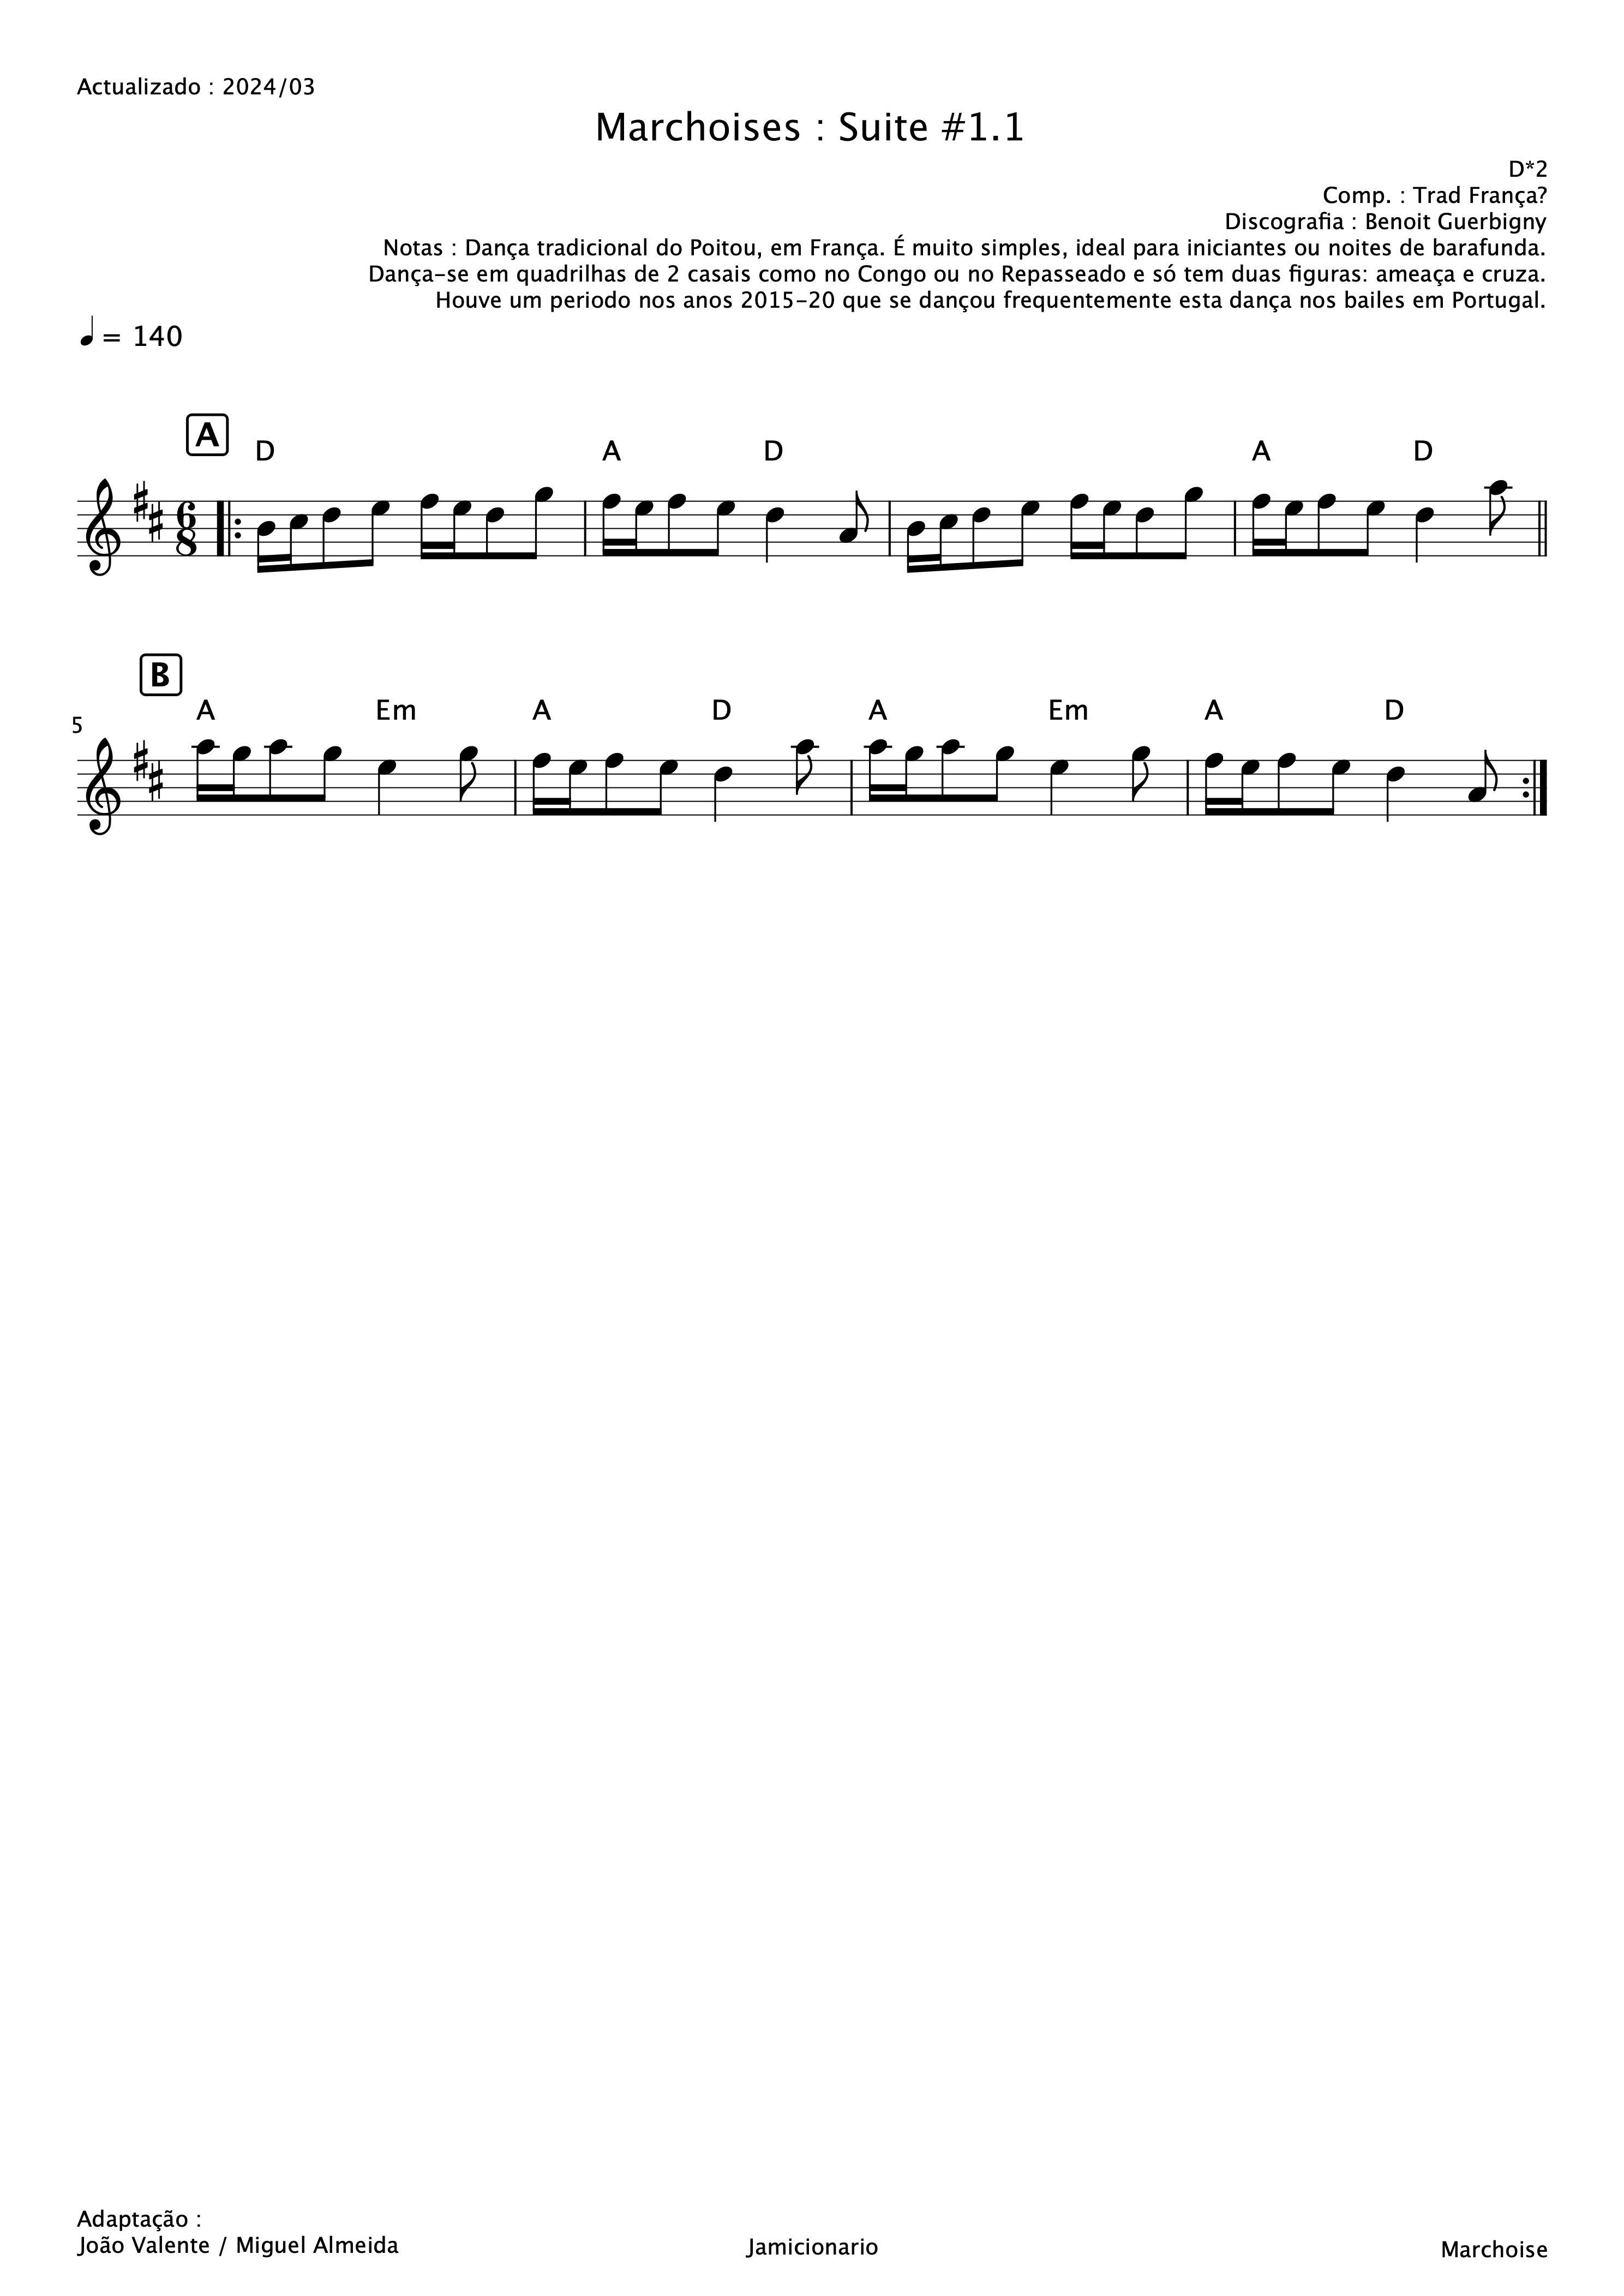 Actualizado : 2024/03
Marchoises : Suite #1.1
D*2
Comp. : Trad França?
Discografia : Benoit Guerbigny
Notas : Dança tradicional do Poitou, em França. É muito simples, ideal para iniciantes ou noites de barafunda.
Dança-se em quadrilhas de 2 casais como no Congo ou no Repasseado e só tem duas figuras: ameaça e cruza.
Houve um periodo nos anos 2015-20 que se dançou frequentemente esta dança nos bailes em Portugal.
= 140
A
D A D A D
6
8
B
A Em A D A Em A D
5
Adaptação :
João Valente / Miguel Almeida
Jamicionario
Marchoise